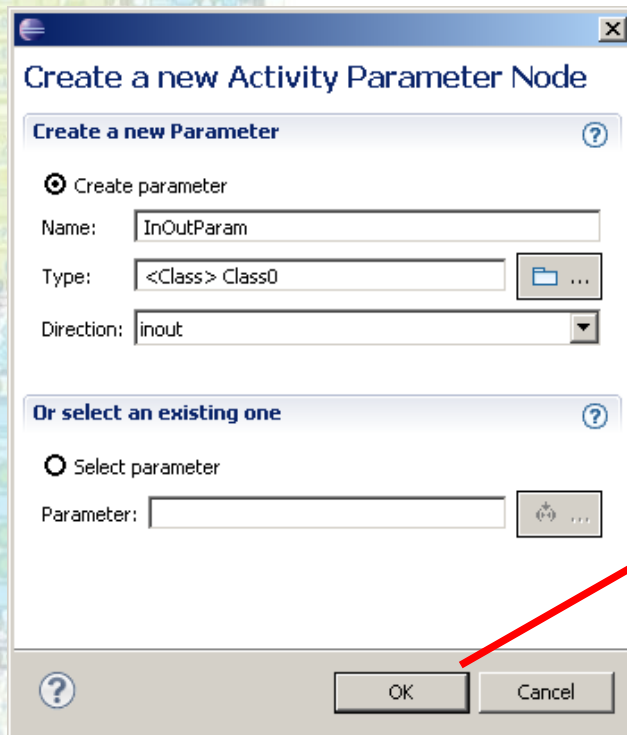 Create a new Activity Parameter Node
Create a new Parameter
Create parameter
Name: InOutParam
Type: <Class> Class0 ...
Direction: inout
Or select an existing one
Select parameter
Parameter: ...
OK Cancel